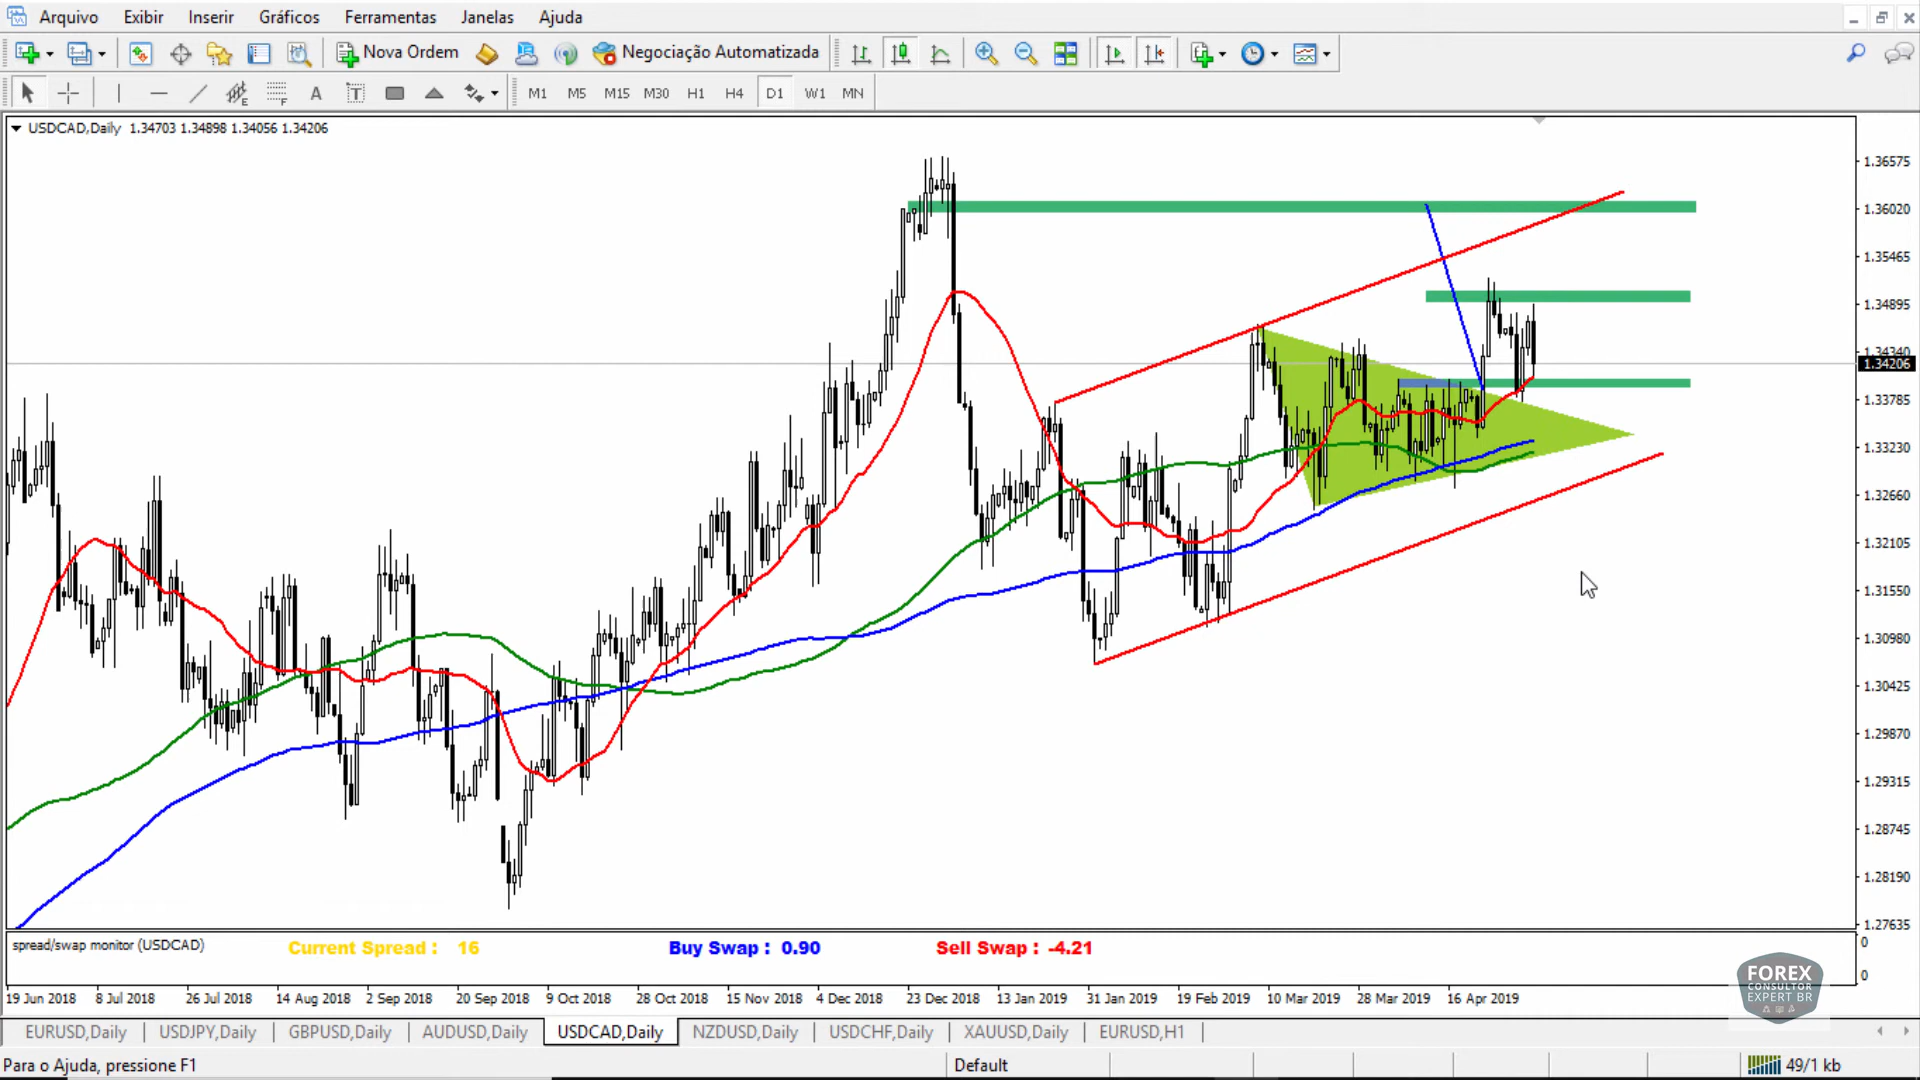 Arquivo Exibir Inserir Gráficos Ferramentas Janelas Ajuda
Nova Ordem Negociação Automatizada
E F A T M1 M5 M15 M30 H1 H4 D1 W1 MN
USDCAD,Daily 1.34703 1.34898 1.34056 1.34206
1.36575
1.36020
1.35465
1.34895
1.34340
1.34206
1.33785
1.33230
1.32660
1.32105
1.31550
1.30980
1.30425
1.29870
1.29315
1.28745
1.28190
1.27635
spread/swap monitor (USDCAD) Current Spread : 16 Buy Swap : 0.90 Sell Swap : -4.21
0
0
FOREX
CONSULTOR
EXPERT BR
19 Jun 2018 8 Jul 2018 26 Jul 2018 14 Aug 2018 2 Sep 2018 20 Sep 2018 9 Oct 2018 28 Oct 2018 15 Nov 2018 4 Dec 2018 23 Dec 2018 13 Jan 2019 31 Jan 2019 19 Feb 2019 10 Mar 2019 28 Mar 2019 16 Apr 2019
EURUSD,Daily USDJPY,Daily GBPUSD,Daily AUDUSD,Daily USDCAD,Daily NZDUSD,Daily USDCHF,Daily XAUUSD,Daily EURUSD,H1
Para o Ajuda, pressione F1 Default 49/1 kb